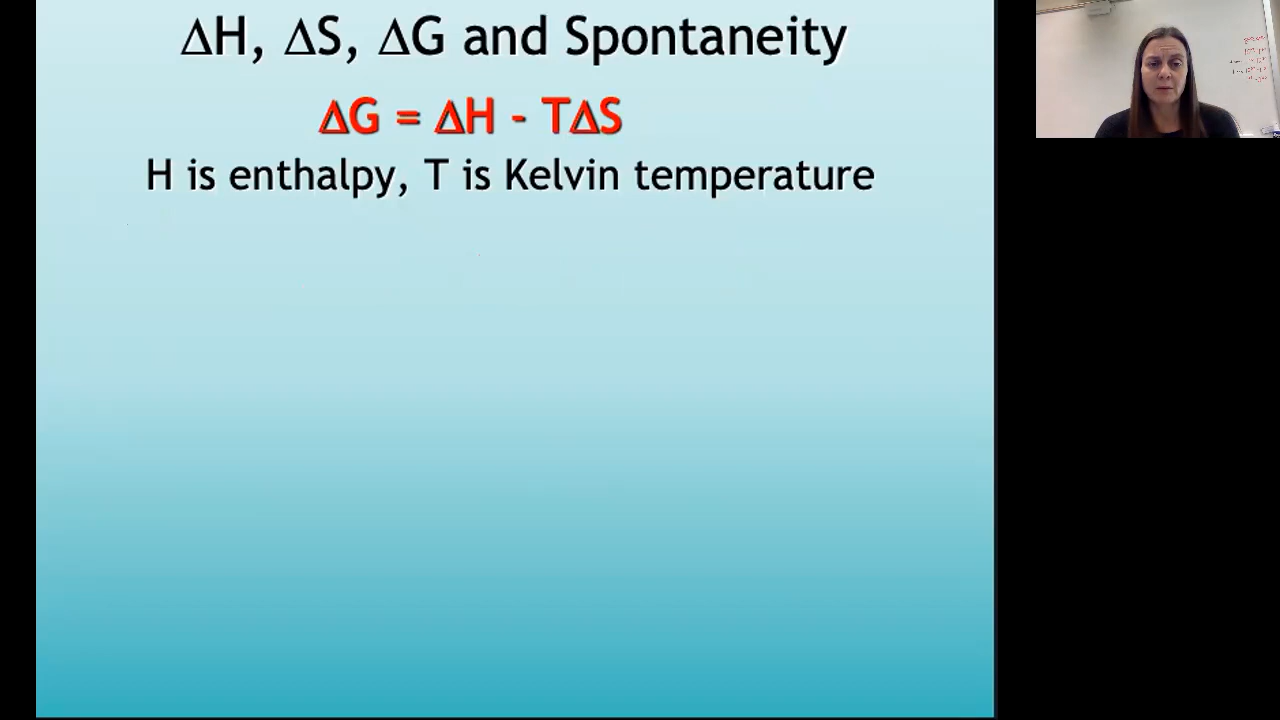 ΔH, ΔS, ΔG and Spontaneity
ΔG = ΔH - TΔS
H is enthalpy, T is Kelvin temperature